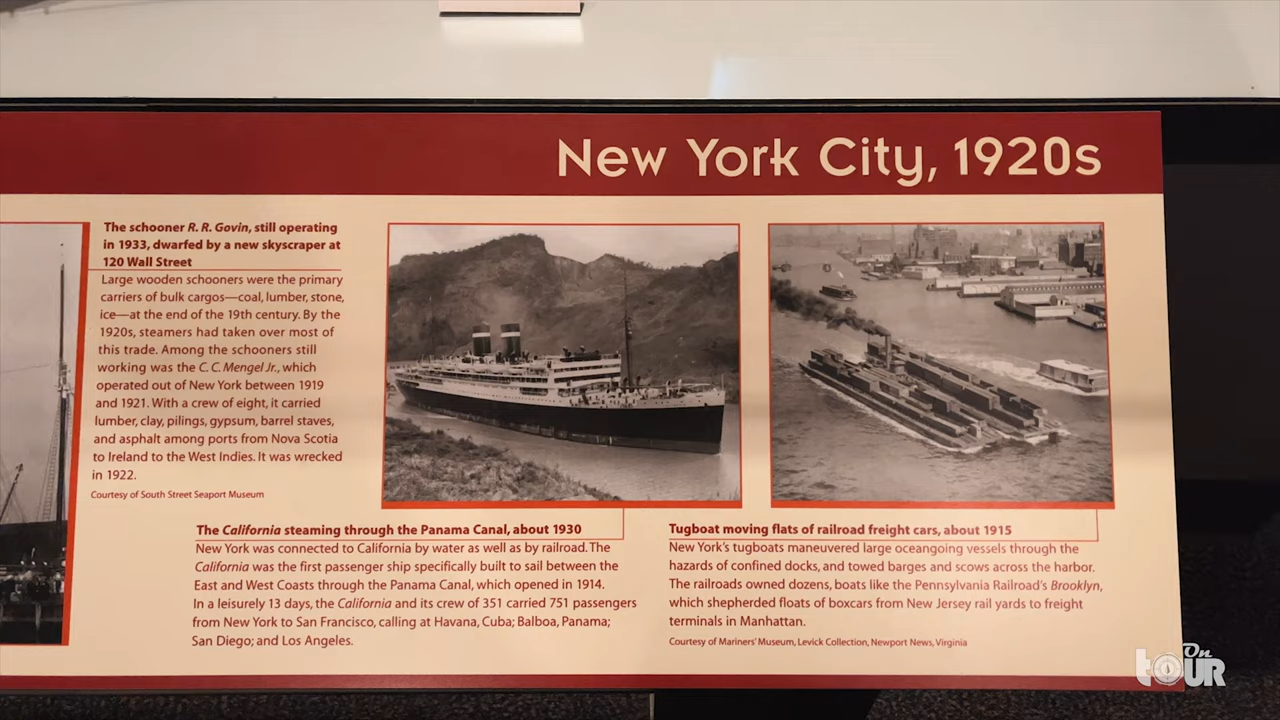 New York City, 1920s
The schooner R. R. Govin, still operating
in 1933, dwarfed by a new skyscraper at
120 Wall Street
Large wooden schooners were the primary
carriers of bulk cargos—coal, lumber, stone,
ice—at the end of the 19th century. By the
1920s, steamers had taken over most of
this trade. Among the schooners still
working was the C. C. Mengel Jr., which
operated out of New York between 1919
and 1921. With a crew of eight, it carried
lumber, clay, pilings, gypsum, barrel staves,
and asphalt among ports from Nova Scotia
to Ireland to the West Indies. It was wrecked
in 1922.
Courtesy of South Street Seaport Museum
The California steaming through the Panama Canal, about 1930
New York was connected to California by water as well as by railroad. The
California was the first passenger ship specifically built to sail between the
East and West Coasts through the Panama Canal, which opened in 1914.
In a leisurely 13 days, the California and its crew of 351 carried 751 passengers
from New York to San Francisco, calling at Havana, Cuba; Balboa, Panama;
San Diego; and Los Angeles.
Tugboat moving flats of railroad freight cars, about 1915
New York's tugboats maneuvered large oceangoing vessels through the
hazards of confined docks, and towed barges and scows across the harbor.
The railroads owned dozens, boats like the Pennsylvania Railroad's Brooklyn,
which shepherded floats of boxcars from New Jersey rail yards to freight
terminals in Manhattan.
Courtesy of Mariners' Museum, Levick Collection, Newport News, Virginia
On
toUR